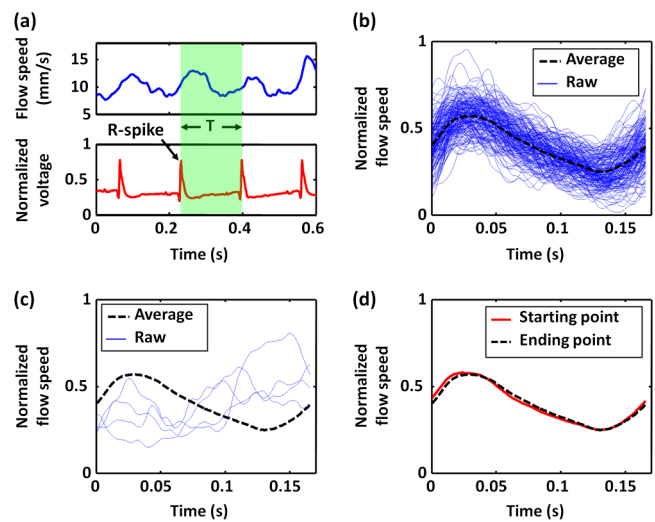 (a)
Flow speed
(mm/s)
15
10
5
R-spike
T
Normalized
voltage
1
0.4
0
0
0.2
0.4
0.6
Time (s)
(b)
Normalized
flow speed
1
0.5
0
Average
Raw
0
0.05
0.1
0.15
Time (s)
(c)
Normalized
flow speed
1
0.5
0
Average
Raw
0
0.05
0.1
0.15
Time (s)
(d)
Normalized
flow speed
1
0.5
0
Starting point
Ending point
0
0.05
0.1
0.15
Time (s)